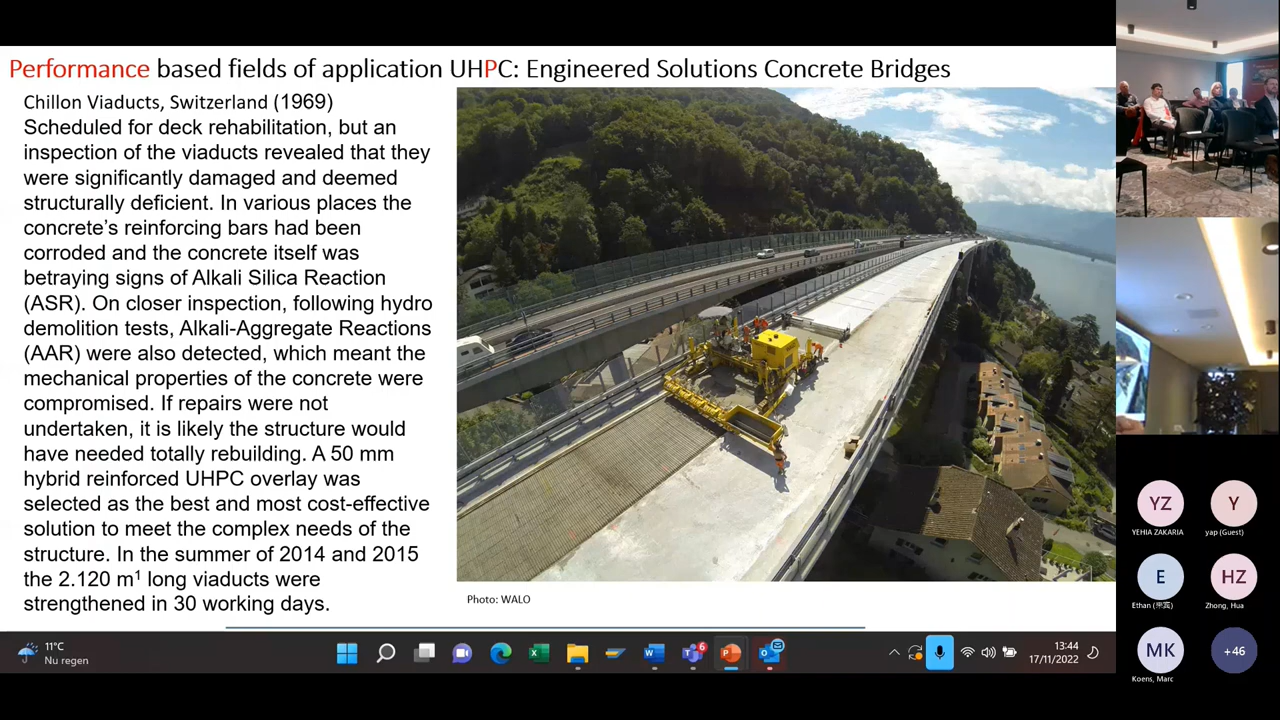 Performance based fields of application UHPC: Engineered Solutions Concrete Bridges
Chillon Viaducts, Switzerland (1969)
Scheduled for deck rehabilitation, but an
inspection of the viaducts revealed that they
were significantly damaged and deemed
structurally deficient. In various places the
concrete’s reinforcing bars had been
corroded and the concrete itself was
betraying signs of Alkali Silica Reaction
(ASR). On closer inspection, following hydro
demolition tests, Alkali-Aggregate Reactions
(AAR) were also detected, which meant the
mechanical properties of the concrete were
compromised. If repairs were not
undertaken, it is likely the structure would
have needed totally rebuilding. A 50 mm
hybrid reinforced UHPC overlay was
selected as the best and most cost-effective
solution to meet the complex needs of the
structure. In the summer of 2014 and 2015
the 2.120 m¹ long viaducts were
strengthened in 30 working days.
Photo: WALO
YZ
YEHIA ZAKARIA
Y
yap (Guest)
E
Ethan
HZ
Zhong, Hua
MK
Koens, Marc
+46
11°C
Nu regen
6
13:44
17/11/2022